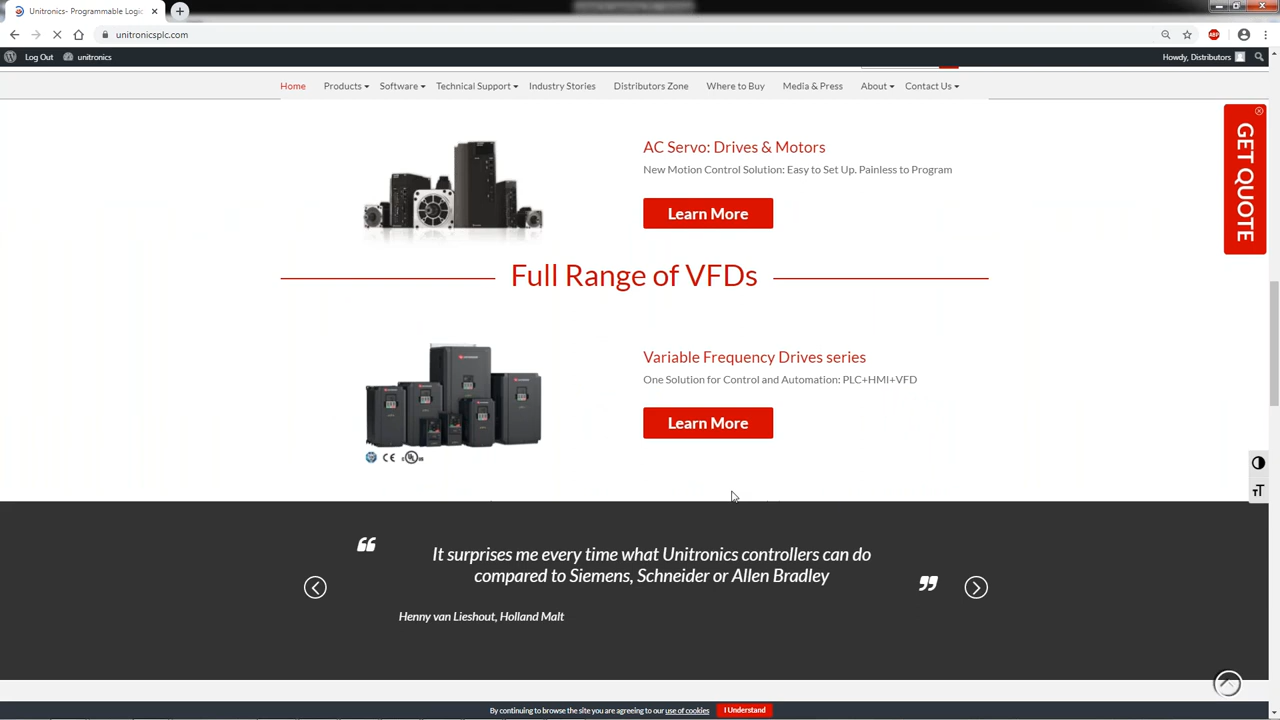 Unitronics- Programmable Logic
unitronicsplc.com
Log Out
unitronics
Howdy, Distributors
Home
Products
Software
Technical Support
Industry Stories
Distributors Zone
Where to Buy
Media & Press
About
Contact Us
GET QUOTE
AC Servo: Drives & Motors
New Motion Control Solution: Easy to Set Up. Painless to Program
Learn More
Full Range of VFDs
Variable Frequency Drives series
One Solution for Control and Automation: PLC+HMI+VFD
Learn More
It surprises me every time what Unitronics controllers can do
compared to Siemens, Schneider or Allen Bradley
Henny van Lieshout, Holland Malt
By continuing to browse the site you are agreeing to our use of cookies
I Understand